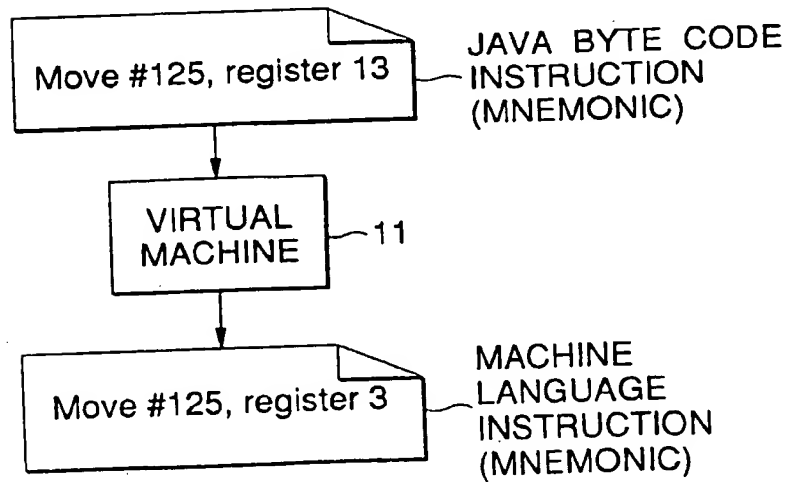 Move #125, register 13
JAVA BYTE CODE
INSTRUCTION
(MNEMONIC)
VIRTUAL
MACHINE
11
Move #125, register 3
MACHINE
LANGUAGE
INSTRUCTION
(MNEMONIC)